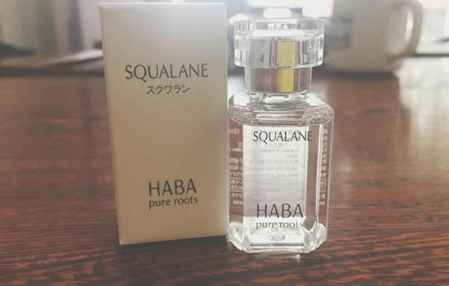 SQUALANE
スクワラン
HABA
pure roots
SQUALANE
HABA
pure roots